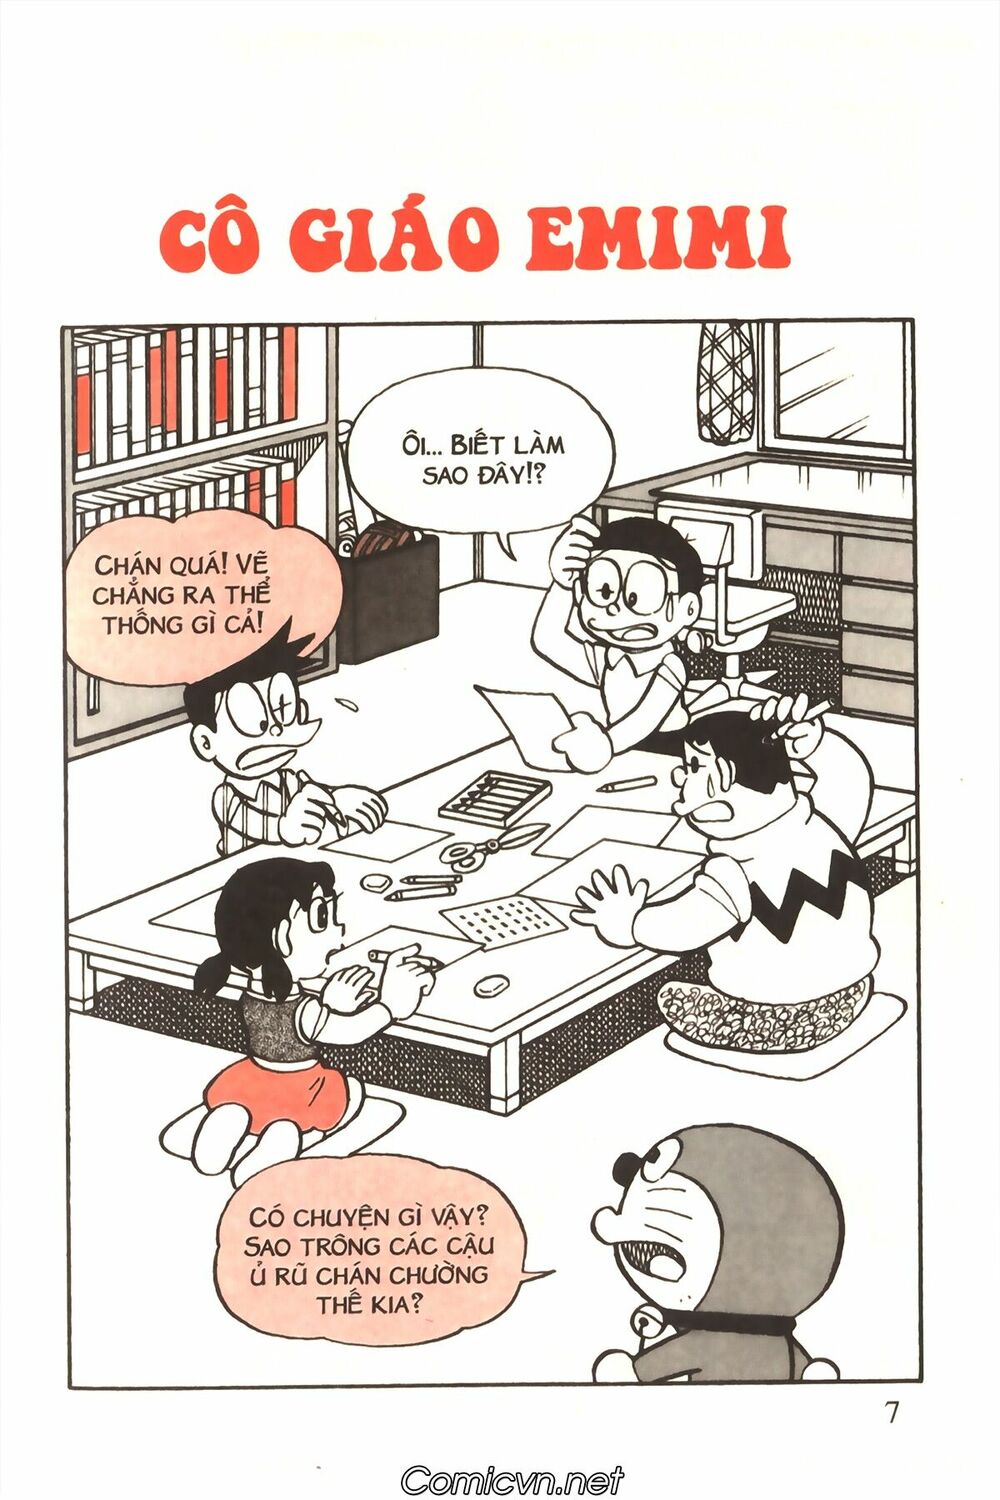 CÔ GIÁO EMIMI
ÔI... BIẾT LÀM
SAO ĐÂY!?
CHÁN QUÁ! VẼ
CHẲNG RA THỂ
THỐNG GÌ CẢ!
CÓ CHUYỆN GÌ VẬY?
SAO TRÔNG CÁC CẬU
Ủ RŨ CHÁN CHƯỜNG
THẾ KIA?
7
Comicvn.net